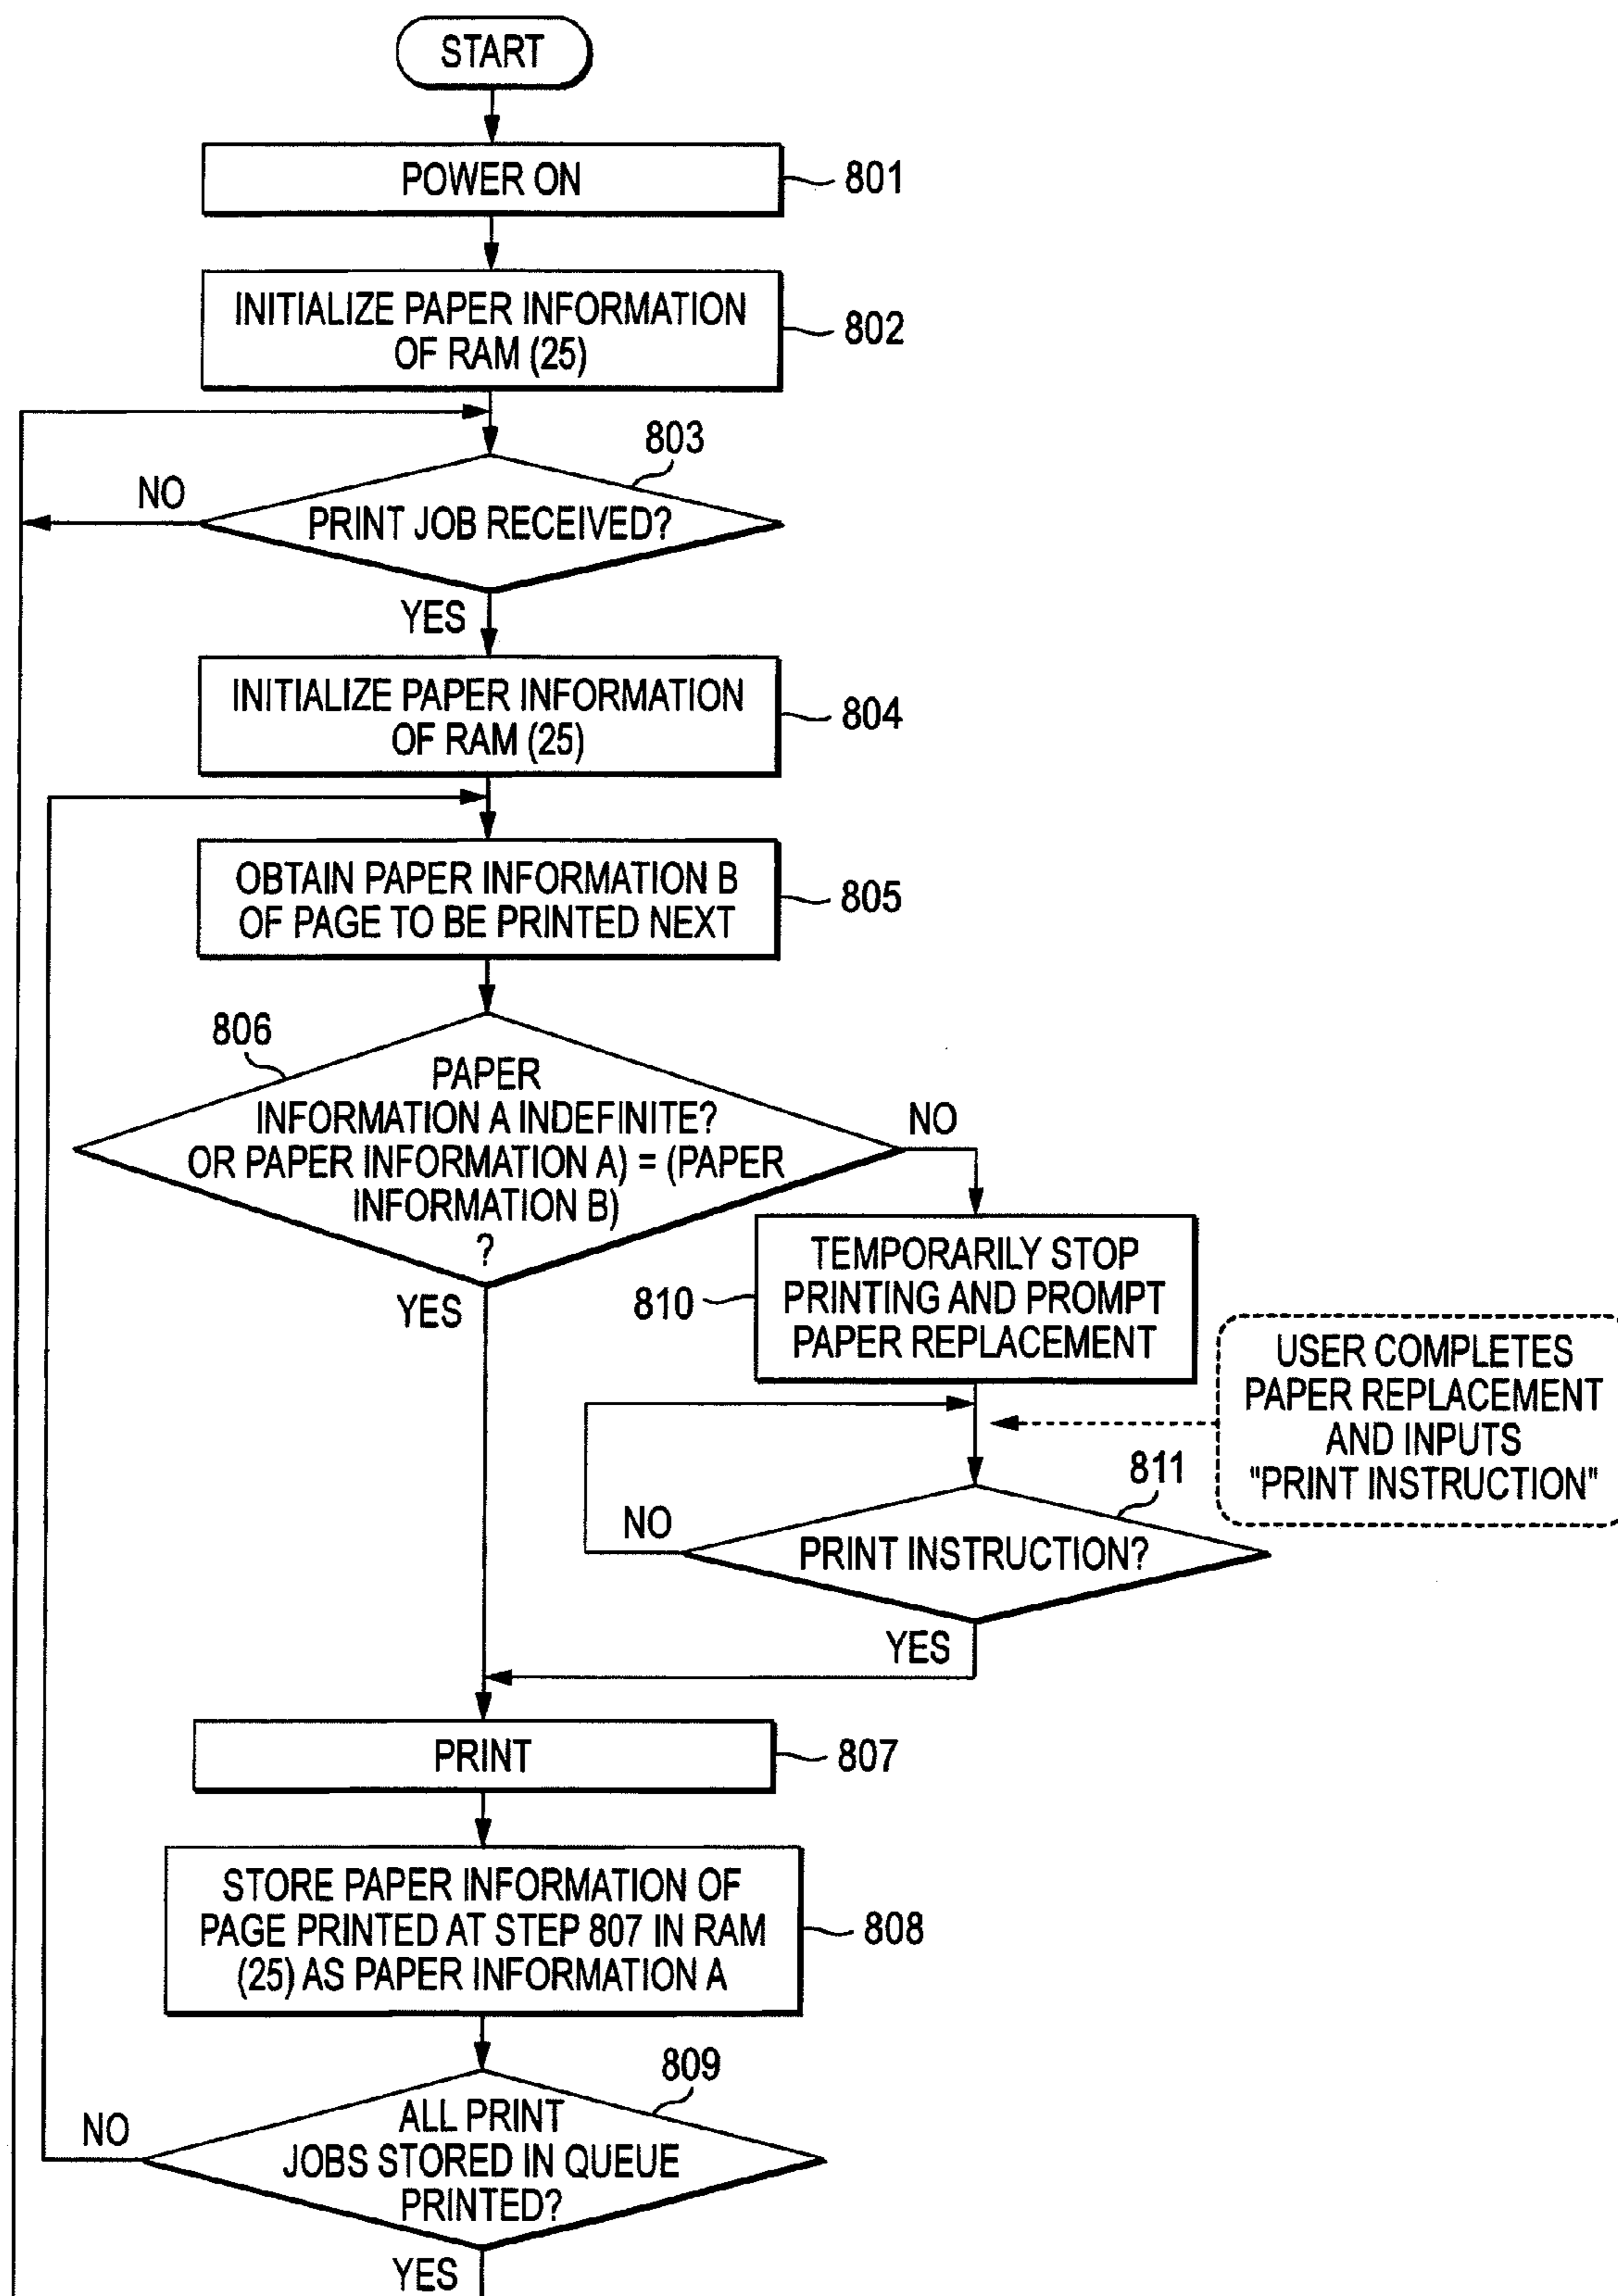 START
POWER ON
801
INITIALIZE PAPER INFORMATION
OF RAM (25)
802
803
NO
PRINT JOB RECEIVED?
YES
INITIALIZE PAPER INFORMATION
OF RAM (25)
804
OBTAIN PAPER INFORMATION B
OF PAGE TO BE PRINTED NEXT
805
806
PAPER
INFORMATION A INDEFINITE?
OR PAPER INFORMATION A) = (PAPER
INFORMATION B)
?
NO
YES
TEMPORARILY STOP
PRINTING AND PROMPT
PAPER REPLACEMENT
810
USER COMPLETES
PAPER REPLACEMENT
AND INPUTS
"PRINT INSTRUCTION"
811
NO
PRINT INSTRUCTION?
YES
PRINT
807
STORE PAPER INFORMATION OF
PAGE PRINTED AT STEP 807 IN RAM
(25) AS PAPER INFORMATION A
808
809
NO
ALL PRINT
JOBS STORED IN QUEUE
PRINTED?
YES